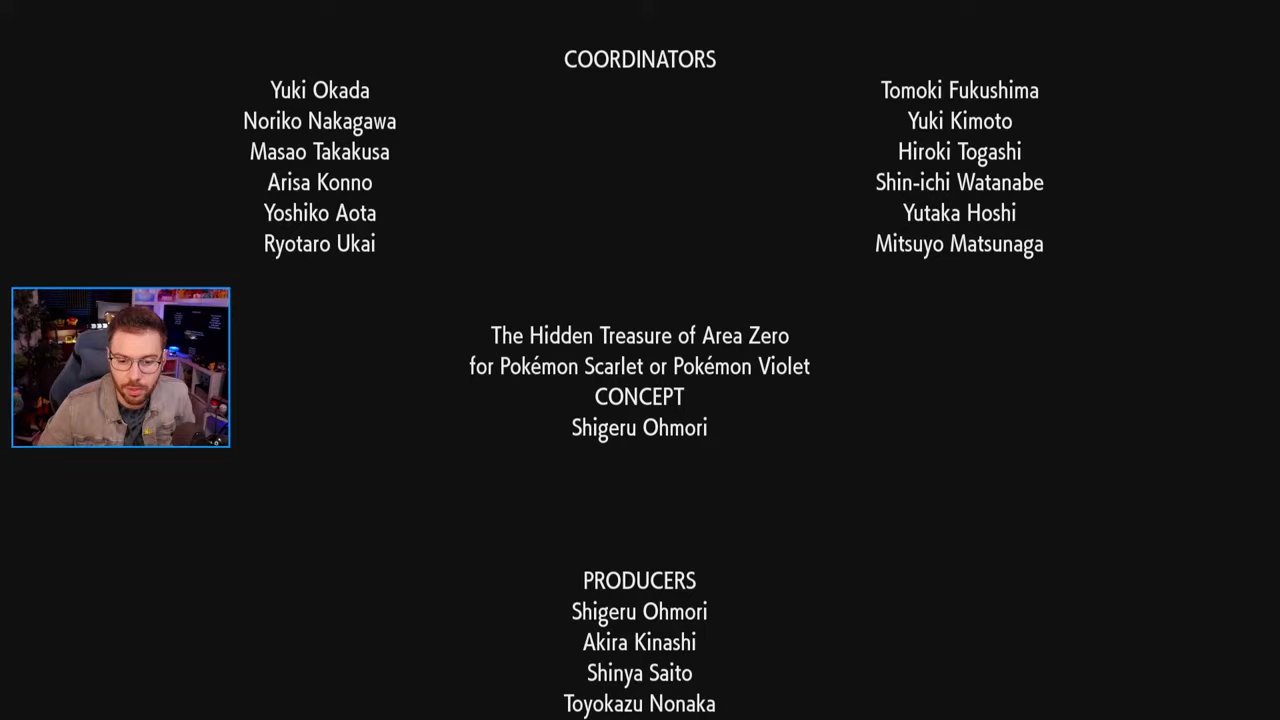 COORDINATORS
Yuki Okada
Tomoki Fukushima
Noriko Nakagawa
Yuki Kimoto
Masao Takakusa
Hiroki Togashi
Arisa Konno
Shin-ichi Watanabe
Yoshiko Aota
Yutaka Hoshi
Ryotaro Ukai
Mitsuyo Matsunaga
The Hidden Treasure of Area Zero
for Pokémon Scarlet or Pokémon Violet
CONCEPT
Shigeru Ohmori
PRODUCERS
Shigeru Ohmori
Akira Kinashi
Shinya Saito
Toyokazu Nonaka